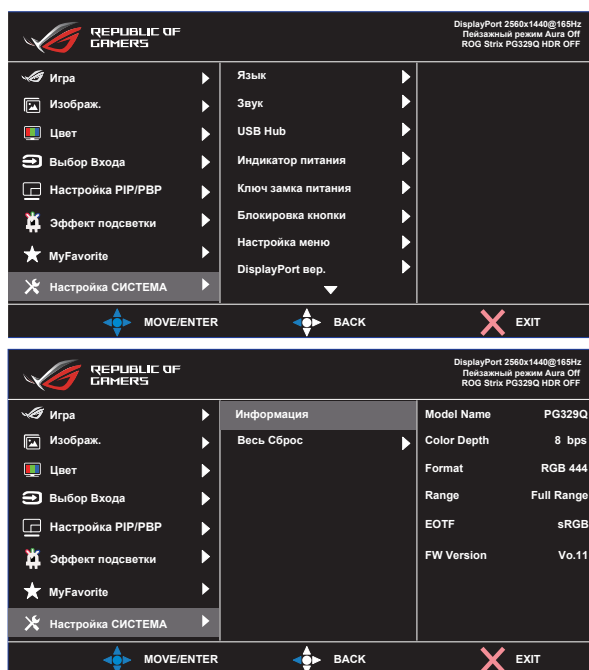 REPUBLIC OF
GAMERS
DisplayPort 2560x1440@165Hz
Пейзажный режим Aura Off
ROG Strix PG329Q HDR OFF
Игра
Изображ.
Цвет
Выбор Входа
Настройка PIP/PBP
Эффект подсветки
MyFavorite
Настройка СИСТЕМА
Язык
Звук
USB Hub
Индикатор питания
Ключ замка питания
Блокировка кнопки
Настройка меню
DisplayPort вер.
MOVE/ENTER
BACK
EXIT
REPUBLIC OF
GAMERS
DisplayPort 2560x1440@165Hz
Пейзажный режим Aura Off
ROG Strix PG329Q HDR OFF
Игра
Изображ.
Цвет
Выбор Входа
Настройка PIP/PBP
Эффект подсветки
MyFavorite
Настройка СИСТЕМА
Информация
Весь Сброс
Model Name PG329Q
Color Depth 8 bps
Format RGB 444
Range Full Range
EOTF sRGB
FW Version Vo.11
MOVE/ENTER
BACK
EXIT